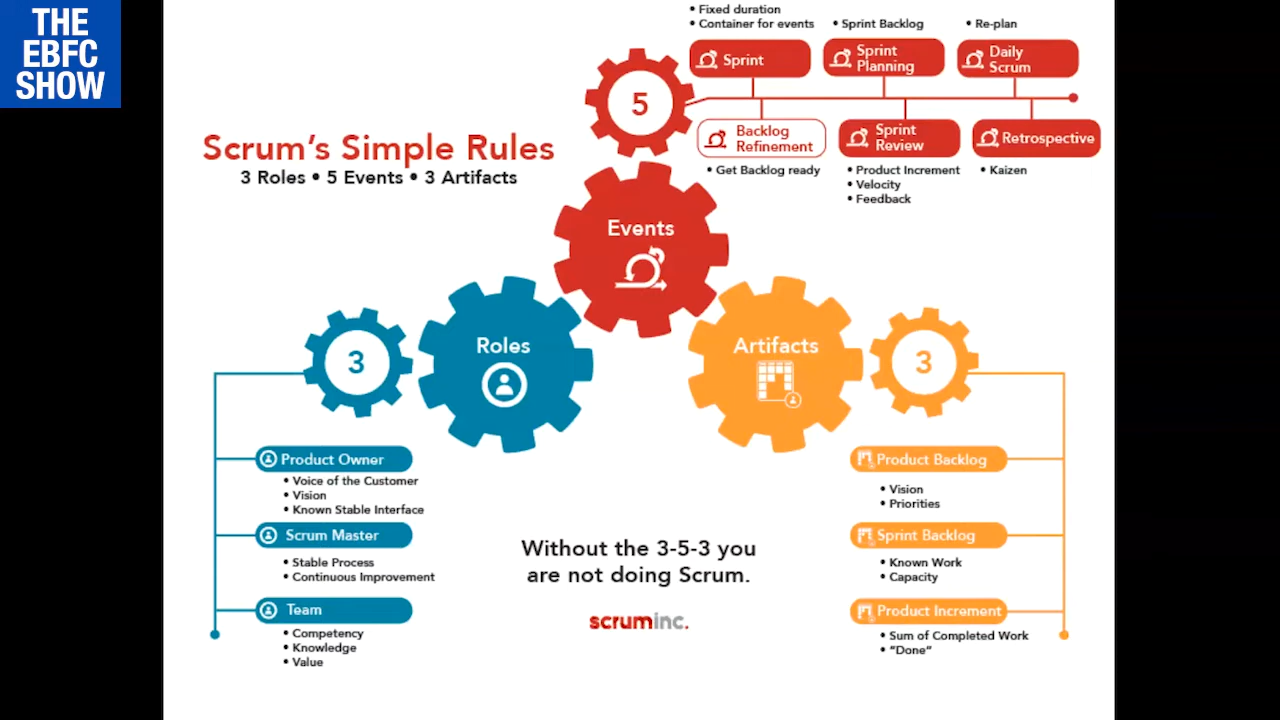 THE
EBFC
SHOW
Scrum's Simple Rules
3 Roles • 5 Events • 3 Artifacts
5
• Fixed duration
• Container for events
Sprint
• Sprint Backlog
Sprint
Planning
• Re-plan
Daily
Scrum
Backlog
Refinement
• Get Backlog ready
Sprint
Review
• Product Increment
• Velocity
• Feedback
Retrospective
• Kaizen
Events
Roles
3
Product Owner
• Voice of the Customer
• Vision
• Known Stable Interface
Scrum Master
• Stable Process
• Continuous Improvement
Team
• Competency
• Knowledge
• Value
Artifacts
3
Product Backlog
• Vision
• Priorities
Sprint Backlog
• Known Work
• Capacity
Product Increment
• Sum of Completed Work
• "Done"
Without the 3-5-3 you
are not doing Scrum.
scruminc.